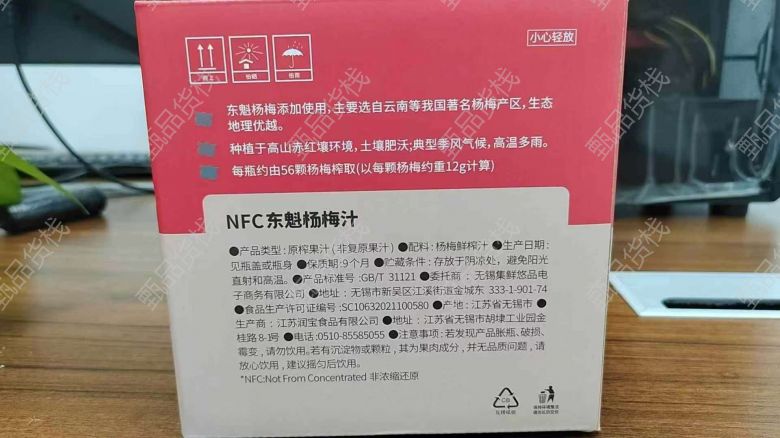 小心轻放
向上
怕晒
怕雨
东魁杨梅添加使用，主要选自云南等我国著名杨梅产区，生态
地理优越。
种植于高山赤红壤环境，土壤肥沃；典型季风气候，高温多雨。
每瓶约由56颗杨梅榨取(以每颗杨梅约重12g计算)
NFC东魁杨梅汁
●产品类型：原榨果汁（非复原果汁）●配料：杨梅鲜榨汁 ●生产日期：
见瓶盖或瓶身 ●保质期：9个月 ●贮藏条件：存放于阴凉处，避免阳光
直射和高温。●产品标准号：GB/T 31121 ●委托商：无锡集鲜悠品电
子商务有限公司 ●地址：无锡市新吴区江溪街道金城东 333-1-901-74
●食品生产许可证编号：SC10632021100580 ●产地：江苏省无锡市 ●
生产商：江苏润宝食品有限公司 ●地址：江苏省无锡市胡埭工业园金
桂路8-1号 ●电话：0510-85585055 ●注意事项：若发现产品胀瓶、破损、
霉变，请勿饮用。若有沉淀物或颗粒，其为果肉成分，并无品质问题，请
放心饮用，建议摇匀后饮用。
*NFC:Not From Concentrated 非浓缩还原
甄品货栈